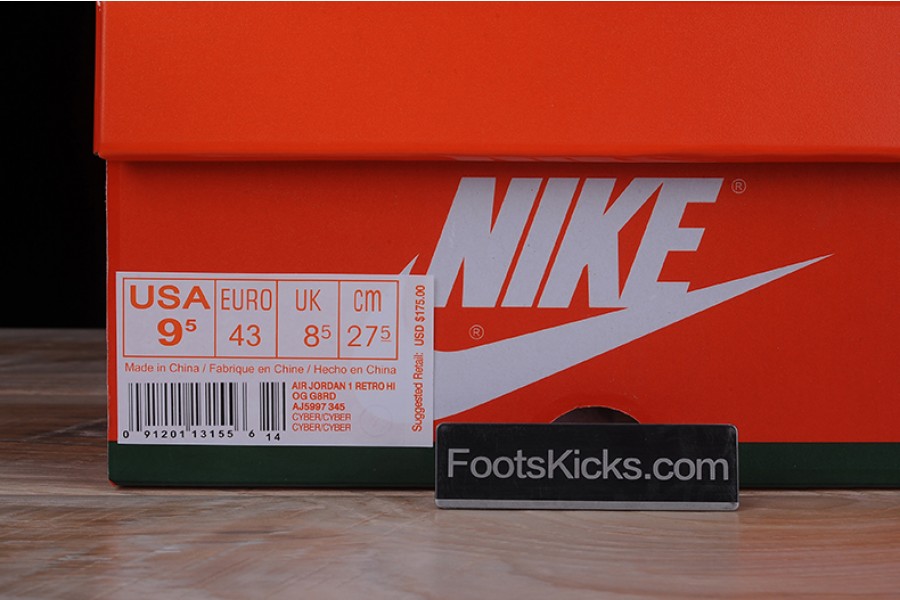 NIKE®
®
USA EURO UK cm
9⁵ 43 8⁵ 27⁵
Suggested Retail: USD $175.00
Made in China / Fabrique en Chine / Hecho en China
AIR JORDAN 1 RETRO HI
OG G8RD
AJ5997 345
CYBER/CYBER
CYBER/CYBER
0 91201 13155 6 14
FootsKicks.com